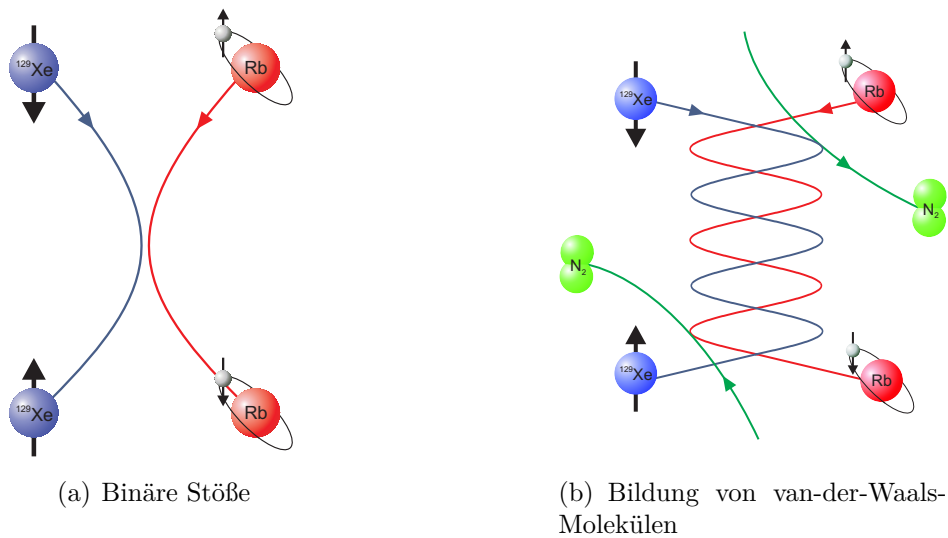 ¹²⁹Xe
Rb
¹²⁹Xe
Rb
(a) Binäre Stöße
¹²⁹Xe
Rb
N₂
N₂
¹²⁹Xe
Rb
(b) Bildung von van-der-Waals-
Molekülen